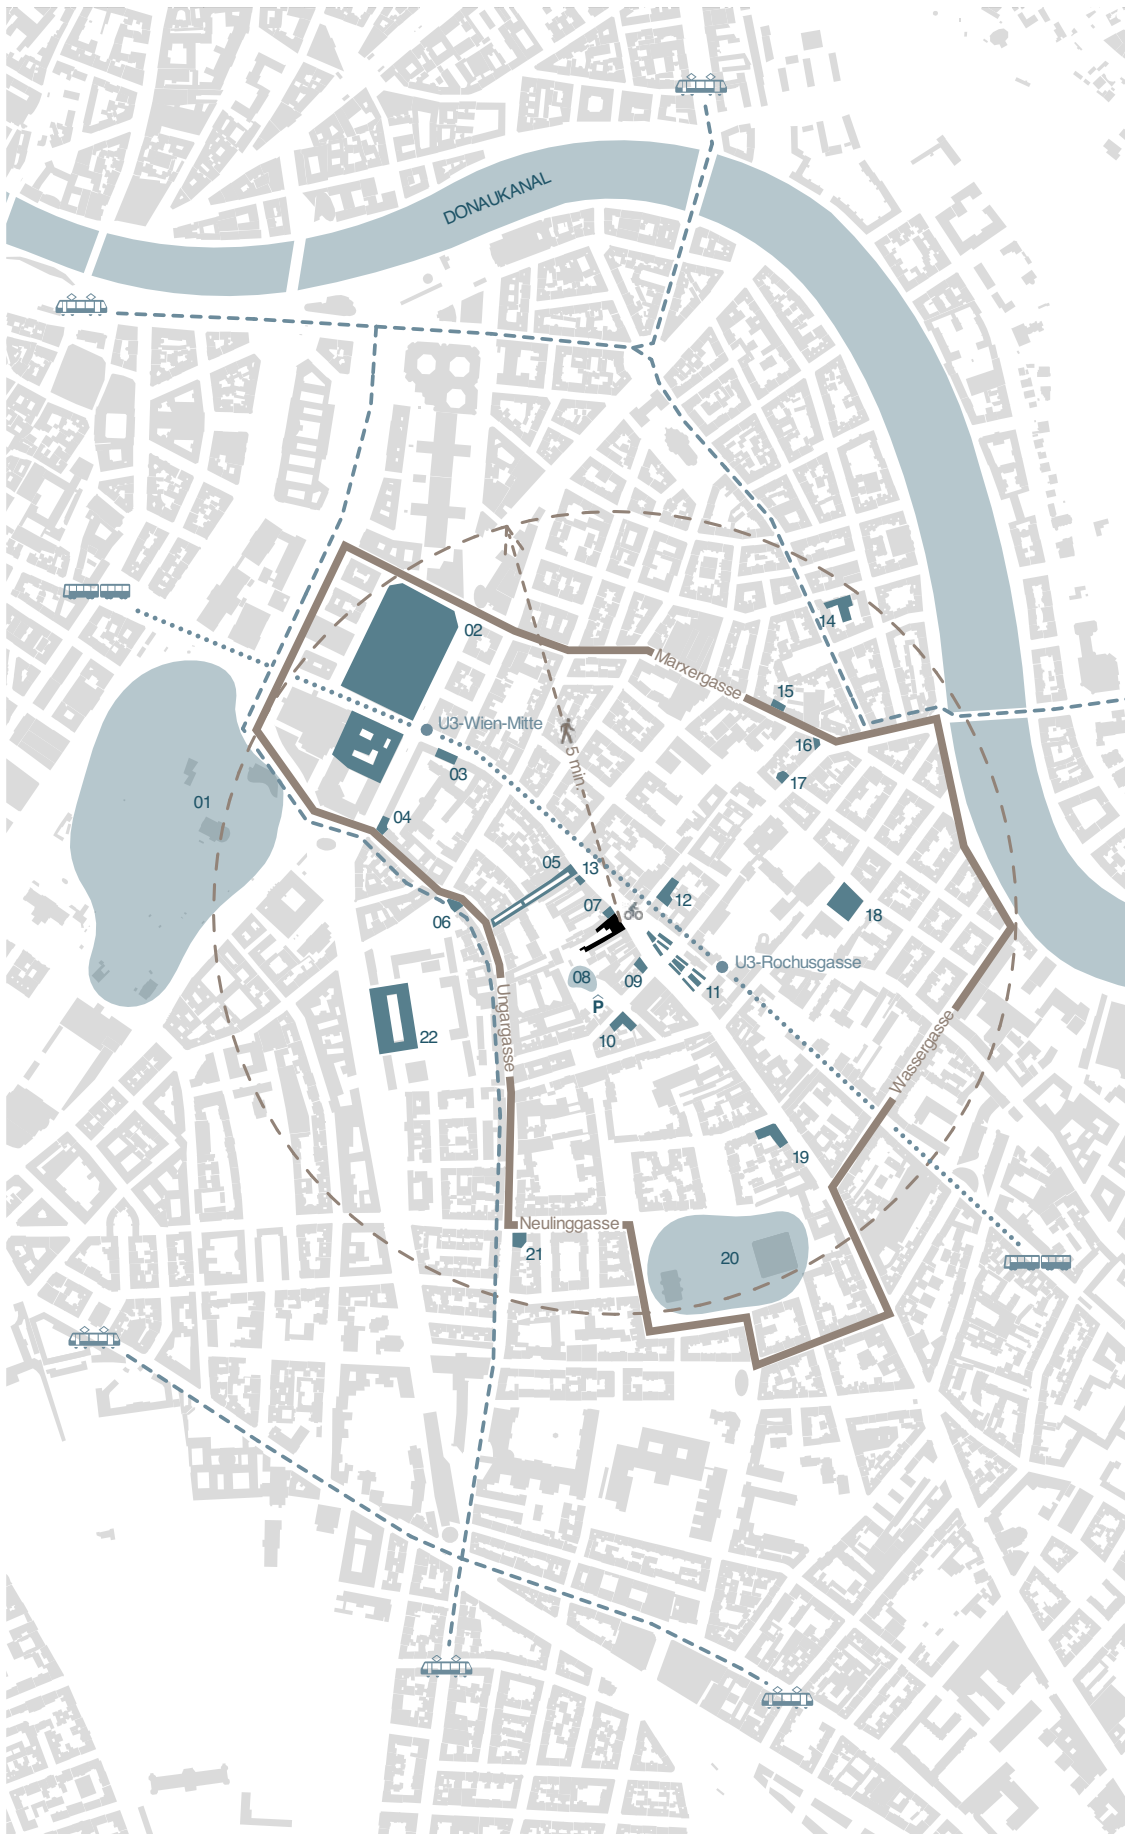 DONAUKANAL
14
02
Marxergasse
15
U3-Wien-Mitte
16
03
5 min.
17
01
04
05
13
12
07
06
18
U3-Rochusgasse
08
09
11
Ungargasse
P
10
22
Wassergasse
19
Neulinggasse
21
20